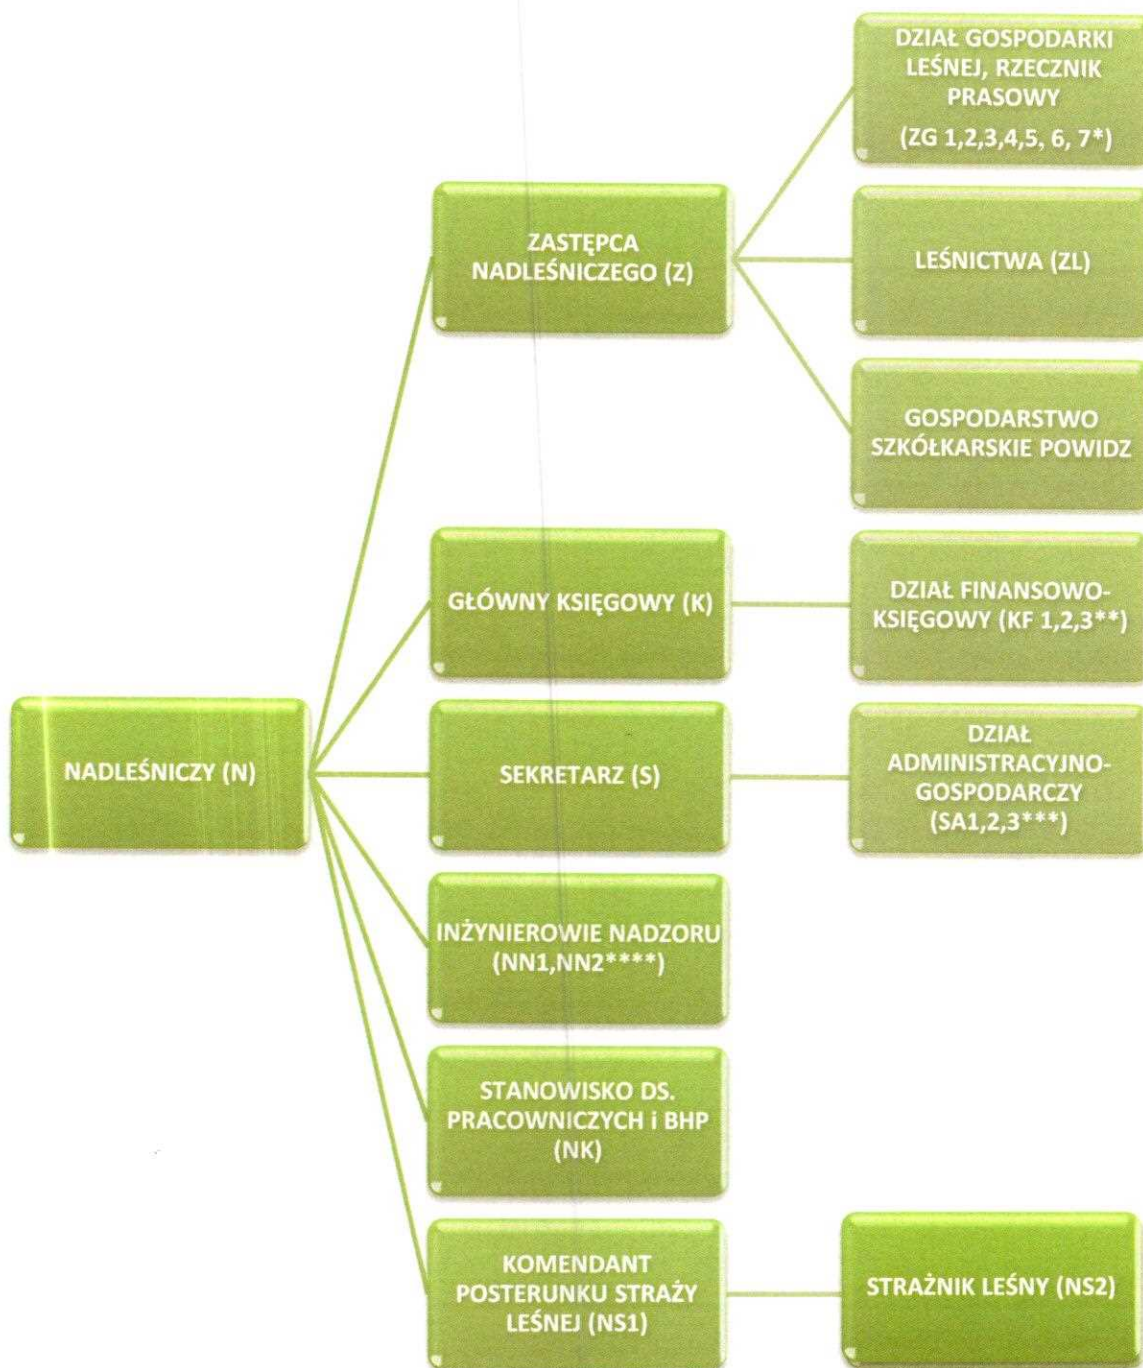 DZIAŁ GOSPODARKI
LEŚNEJ, RZECZNIK
PRASOWY
(ZG 1,2,3,4,5, 6, 7*)
ZASTĘPCA
NADLEŚNICZEGO (Z)
LEŚNICTWA (ZL)
GOSPODARSTWO
SZKÓŁKARSKIE POWIDZ
GŁÓWNY KSIĘGOWY (K)
DZIAŁ FINANSOWO-
KSIĘGOWY (KF 1,2,3**)
NADLEŚNICZY (N)
SEKRETARZ (S)
DZIAŁ
ADMINISTRACYJNO-
GOSPODARCZY
(SA1,2,3***)
INŻYNIEROWIE NADZORU
(NN1,NN2****)
STANOWISKO DS.
PRACOWNICZYCH i BHP
(NK)
KOMENDANT
POSTERUNKU STRAŻY
LEŚNEJ (NS1)
STRAŻNIK LEŚNY (NS2)